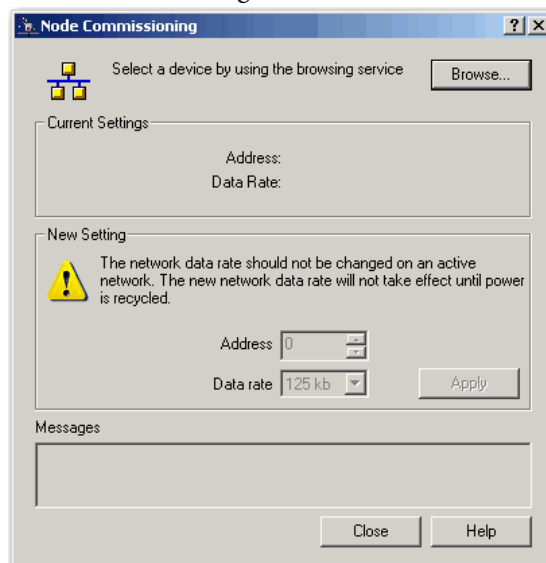 Node Commissioning
Select a device by using the browsing service
Browse...
Current Settings
Address:
Data Rate:
New Setting
The network data rate should not be changed on an active
network. The new network data rate will not take effect until power
is recycled.
Address 0
Data rate 125 kb
Apply
Messages
Close Help